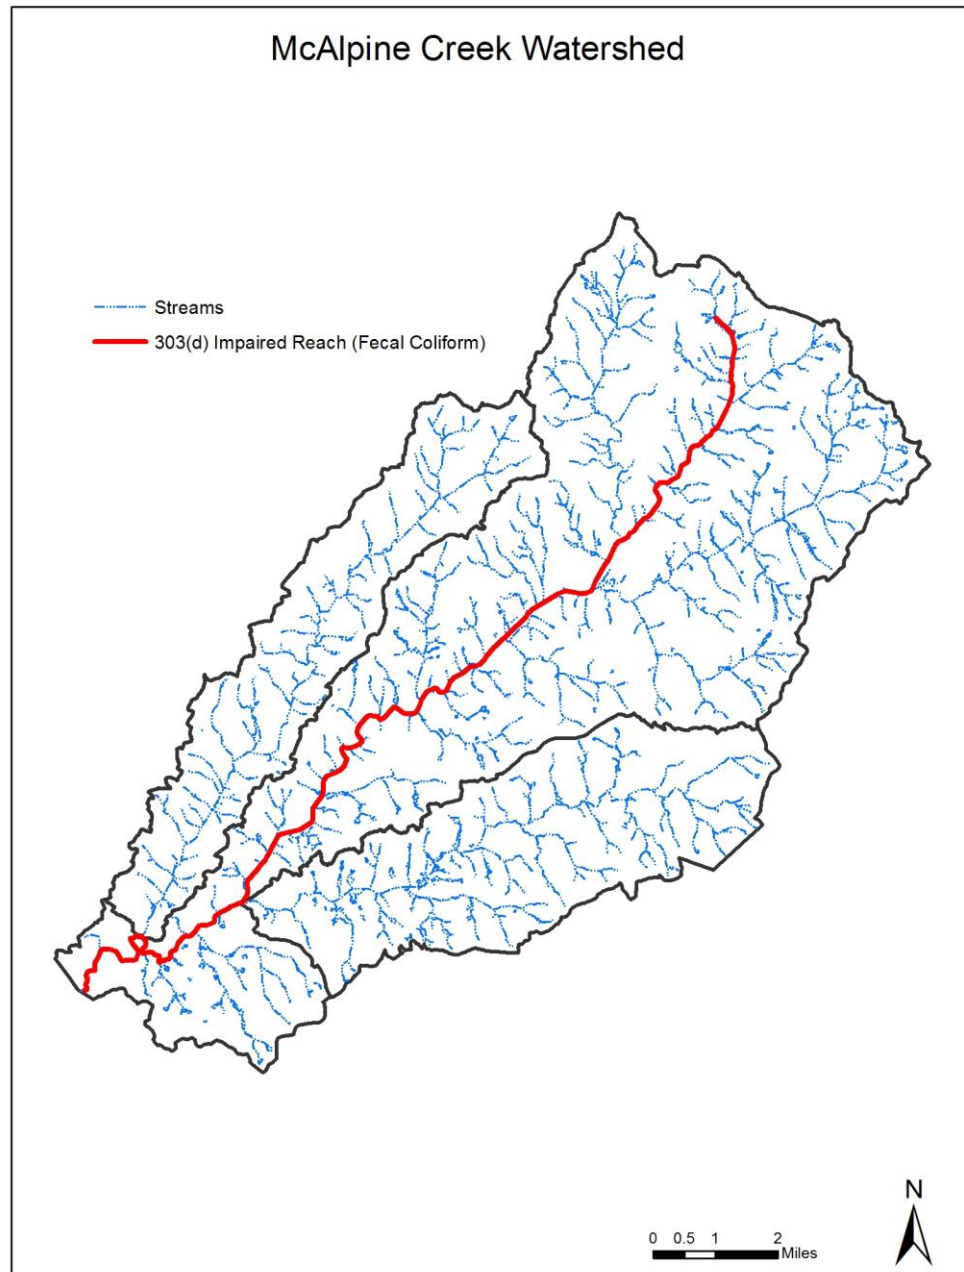 McAlpine Creek Watershed
Streams
303(d) Impaired Reach (Fecal Coliform)
N
0 0.5 1 2
Miles